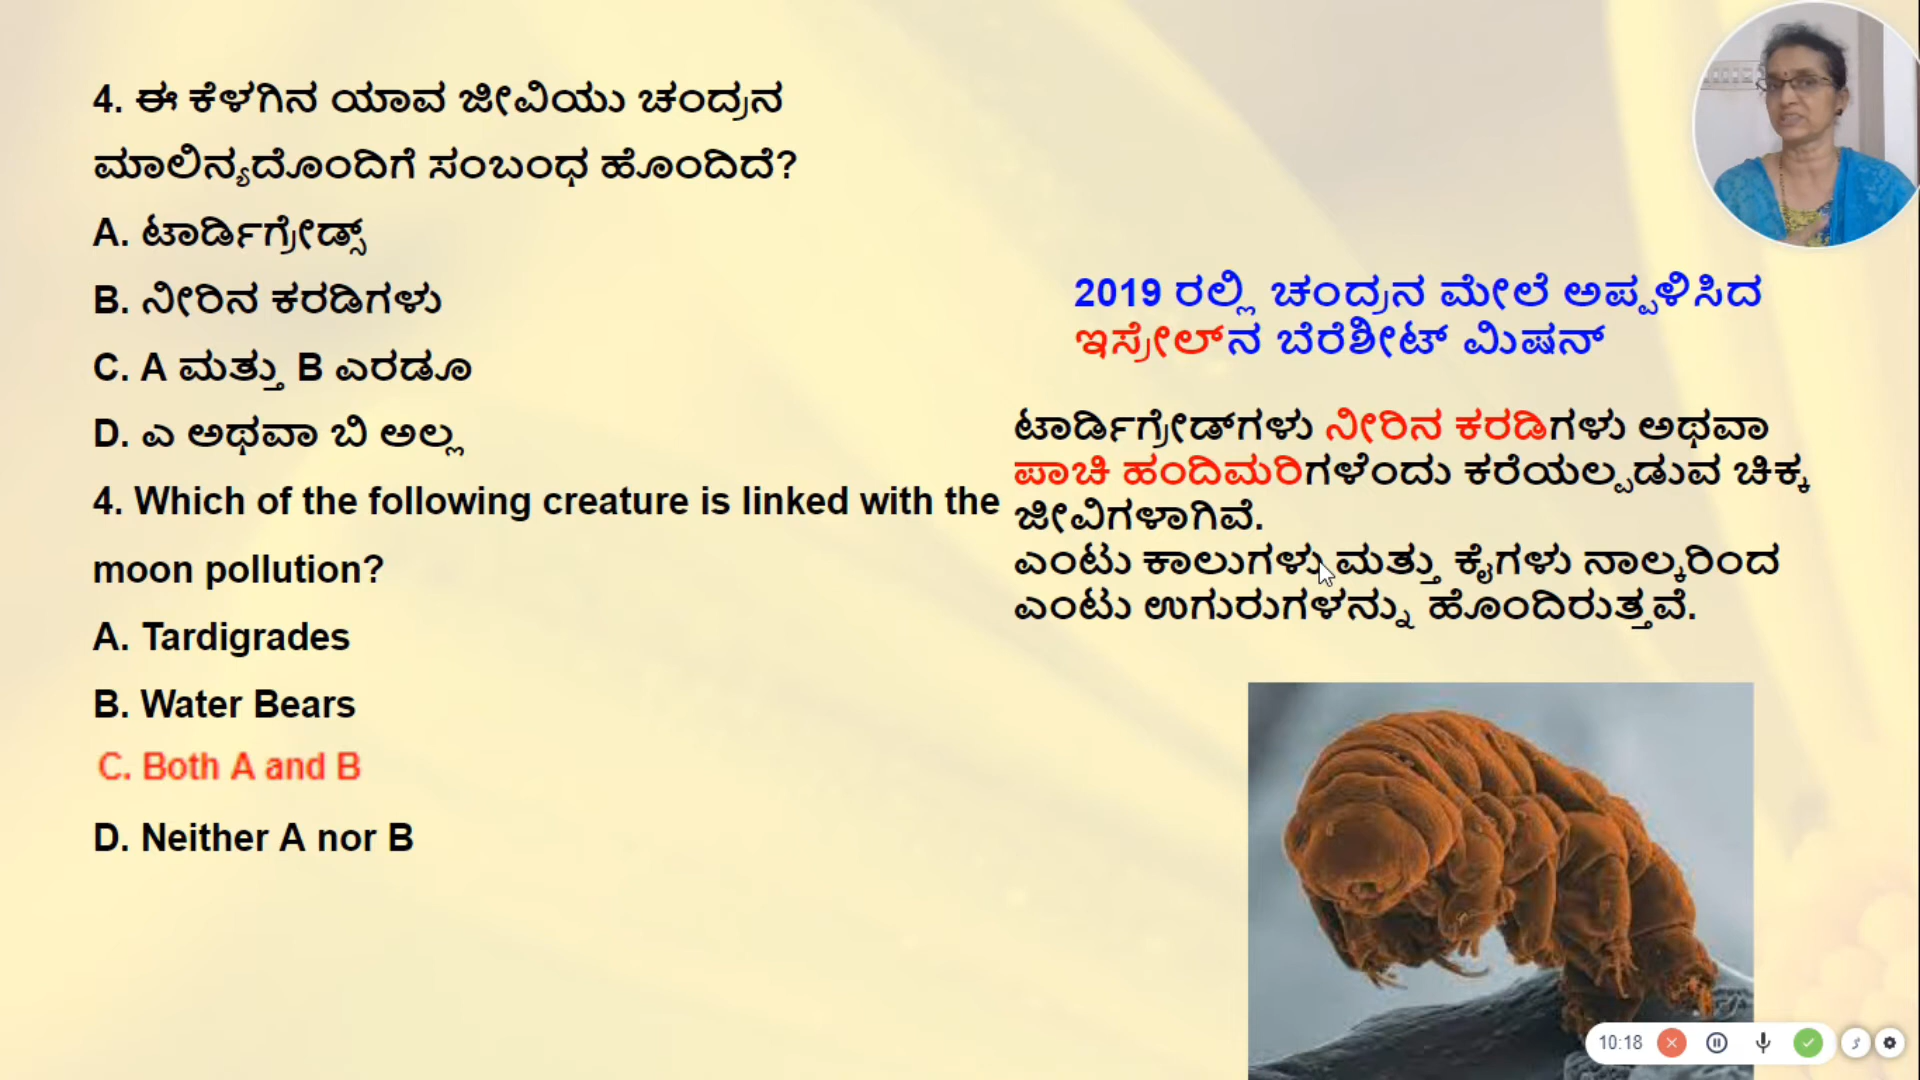 4. ಈ ಕೆಳಗಿನ ಯಾವ ಜೀವಿಯು ಚಂದ್ರನ
ಮಾಲಿನ್ಯದೊಂದಿಗೆ ಸಂಬಂಧ ಹೊಂದಿದೆ?
A. ಟಾರ್ಡಿಗ್ರೇಡ್ಸ್
B. ನೀರಿನ ಕರಡಿಗಳು
C. A ಮತ್ತು B ಎರಡೂ
D. ಎ ಅಥವಾ ಬಿ ಅಲ್ಲ
4. Which of the following creature is linked with the
moon pollution?
A. Tardigrades
B. Water Bears
C. Both A and B
D. Neither A nor B
2019 ರಲ್ಲಿ ಚಂದ್ರನ ಮೇಲೆ ಅಪ್ಪಳಿಸಿದ
ಇಸ್ರೇಲ್‌ನ ಬೆರೆಶೀಟ್ ಮಿಷನ್
ಟಾರ್ಡಿಗ್ರೇಡ್‌ಗಳು ನೀರಿನ ಕರಡಿಗಳು ಅಥವಾ
ಪಾಚಿ ಹಂದಿಮರಿಗಳೆಂದು ಕರೆಯಲ್ಪಡುವ ಚಿಕ್ಕ
ಜೀವಿಗಳಾಗಿವೆ.
ಎಂಟು ಕಾಲುಗಳು ಮತ್ತು ಕೈಗಳು ನಾಲ್ಕರಿಂದ
ಎಂಟು ಉಗುರುಗಳನ್ನು ಹೊಂದಿರುತ್ತವೆ.
10:18